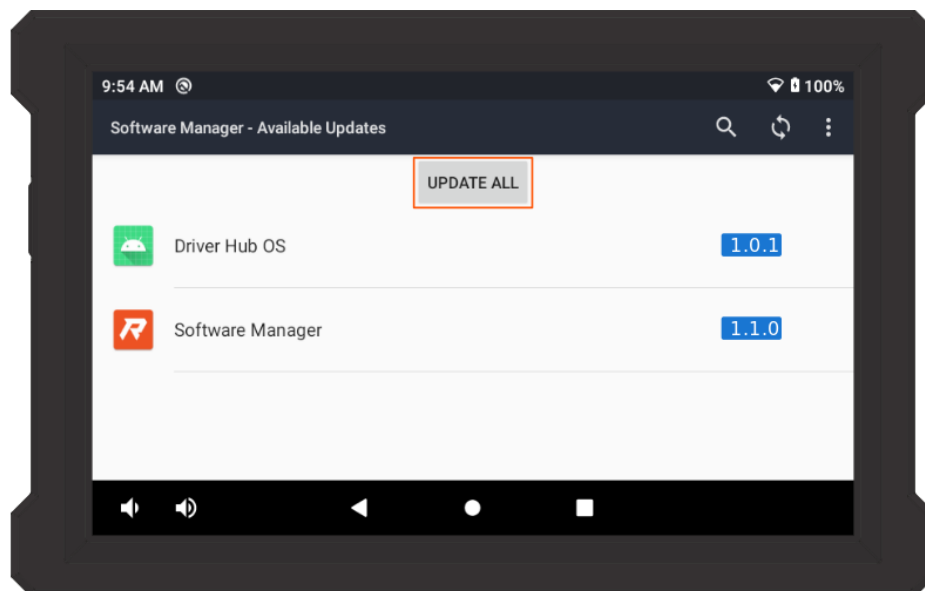 9:54 AM 100%
Software Manager - Available Updates
UPDATE ALL
Driver Hub OS 1.0.1
Software Manager 1.1.0